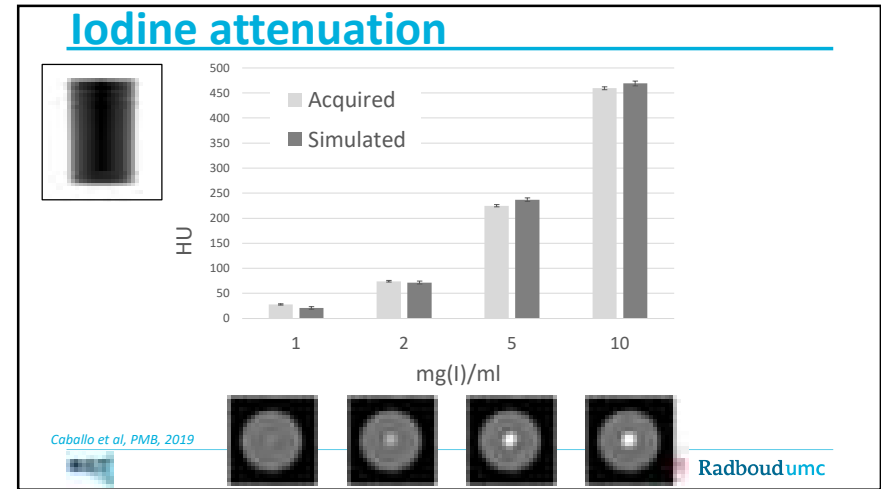 Iodine attenuation
500
450
400
350
300
250
200
150
100
50
0
HU
Acquired
Simulated
1 2 5 10
mg(I)/ml
Caballo et al, PMB, 2019
Radboudumc